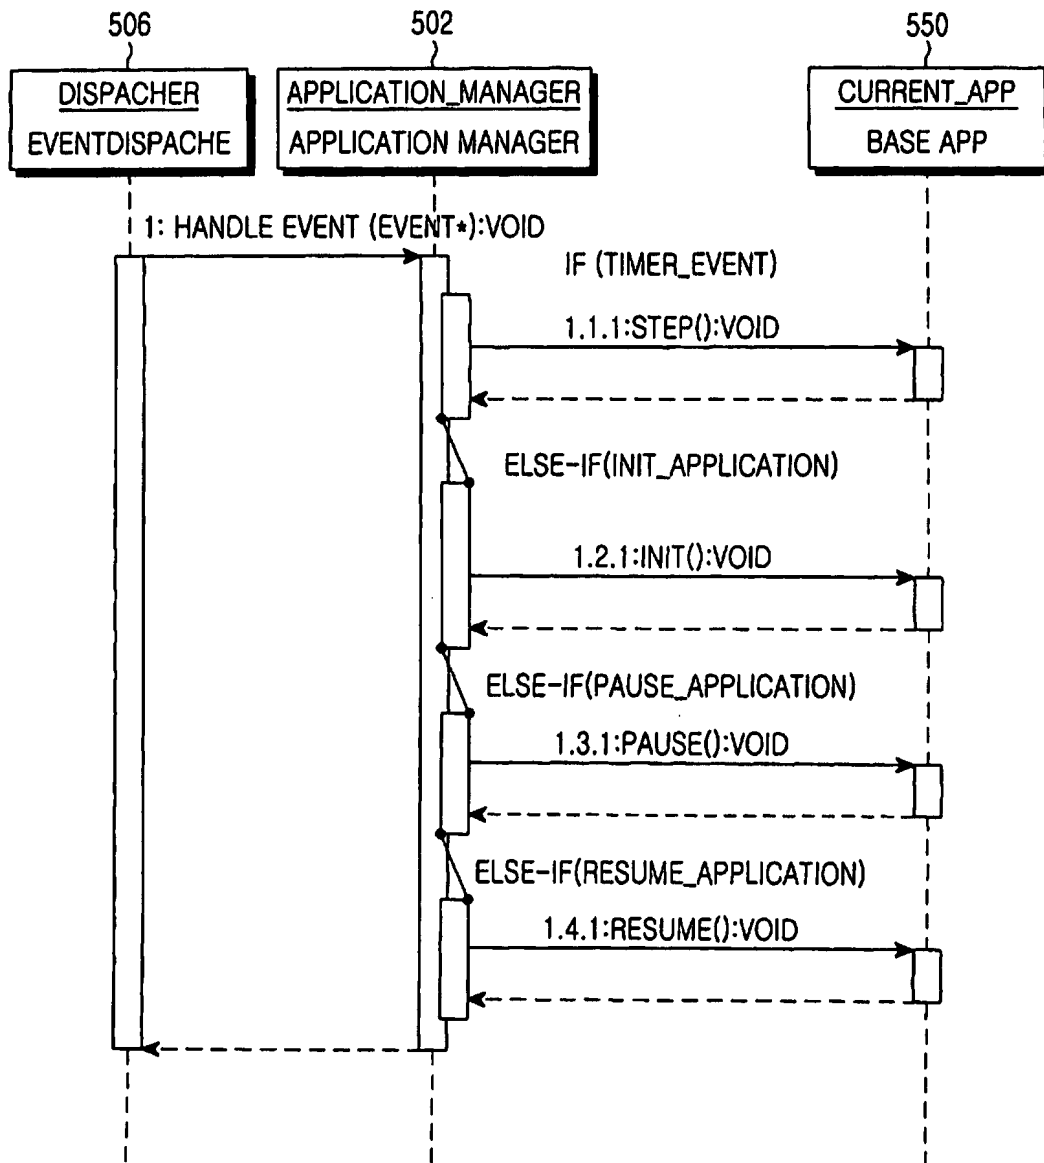 506
502
550
DISPACHER
EVENTDISPACHE
APPLICATION_MANAGER
APPLICATION MANAGER
CURRENT_APP
BASE APP
1: HANDLE EVENT (EVENT*):VOID
IF (TIMER_EVENT)
1.1.1:STEP():VOID
ELSE-IF(INIT_APPLICATION)
1.2.1:INIT():VOID
ELSE-IF(PAUSE_APPLICATION)
1.3.1:PAUSE():VOID
ELSE-IF(RESUME_APPLICATION)
1.4.1:RESUME():VOID